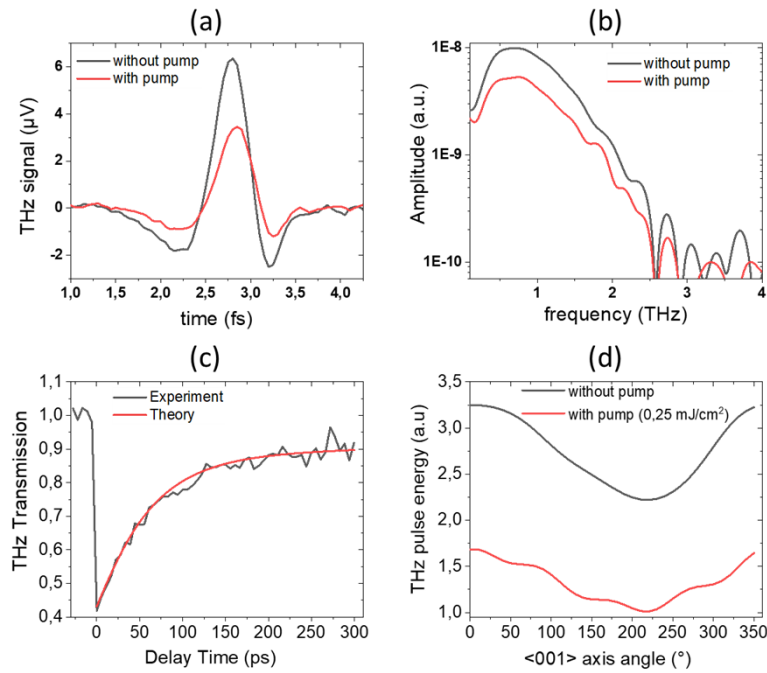 (a)
without pump
with pump
6
4
2
0
-2
THz signal (μV)
1,0 1,5 2,0 2,5 3,0 3,5 4,0
time (fs)
(b)
without pump
with pump
1E-8
1E-9
1E-10
Amplitude (a.u.)
1 2 3 4
frequency (THz)
(c)
Experiment
Theory
1,1
1,0
0,9
0,8
0,7
0,6
0,5
0,4
THz Transmission
0 50 100 150 200 250 300
Delay Time (ps)
(d)
without pump
with pump (0,25 mJ/cm²)
3,5
3,0
2,5
2,0
1,5
1,0
THz pulse energy (a.u)
0 50 100 150 200 250 300 350
<001> axis angle (°)